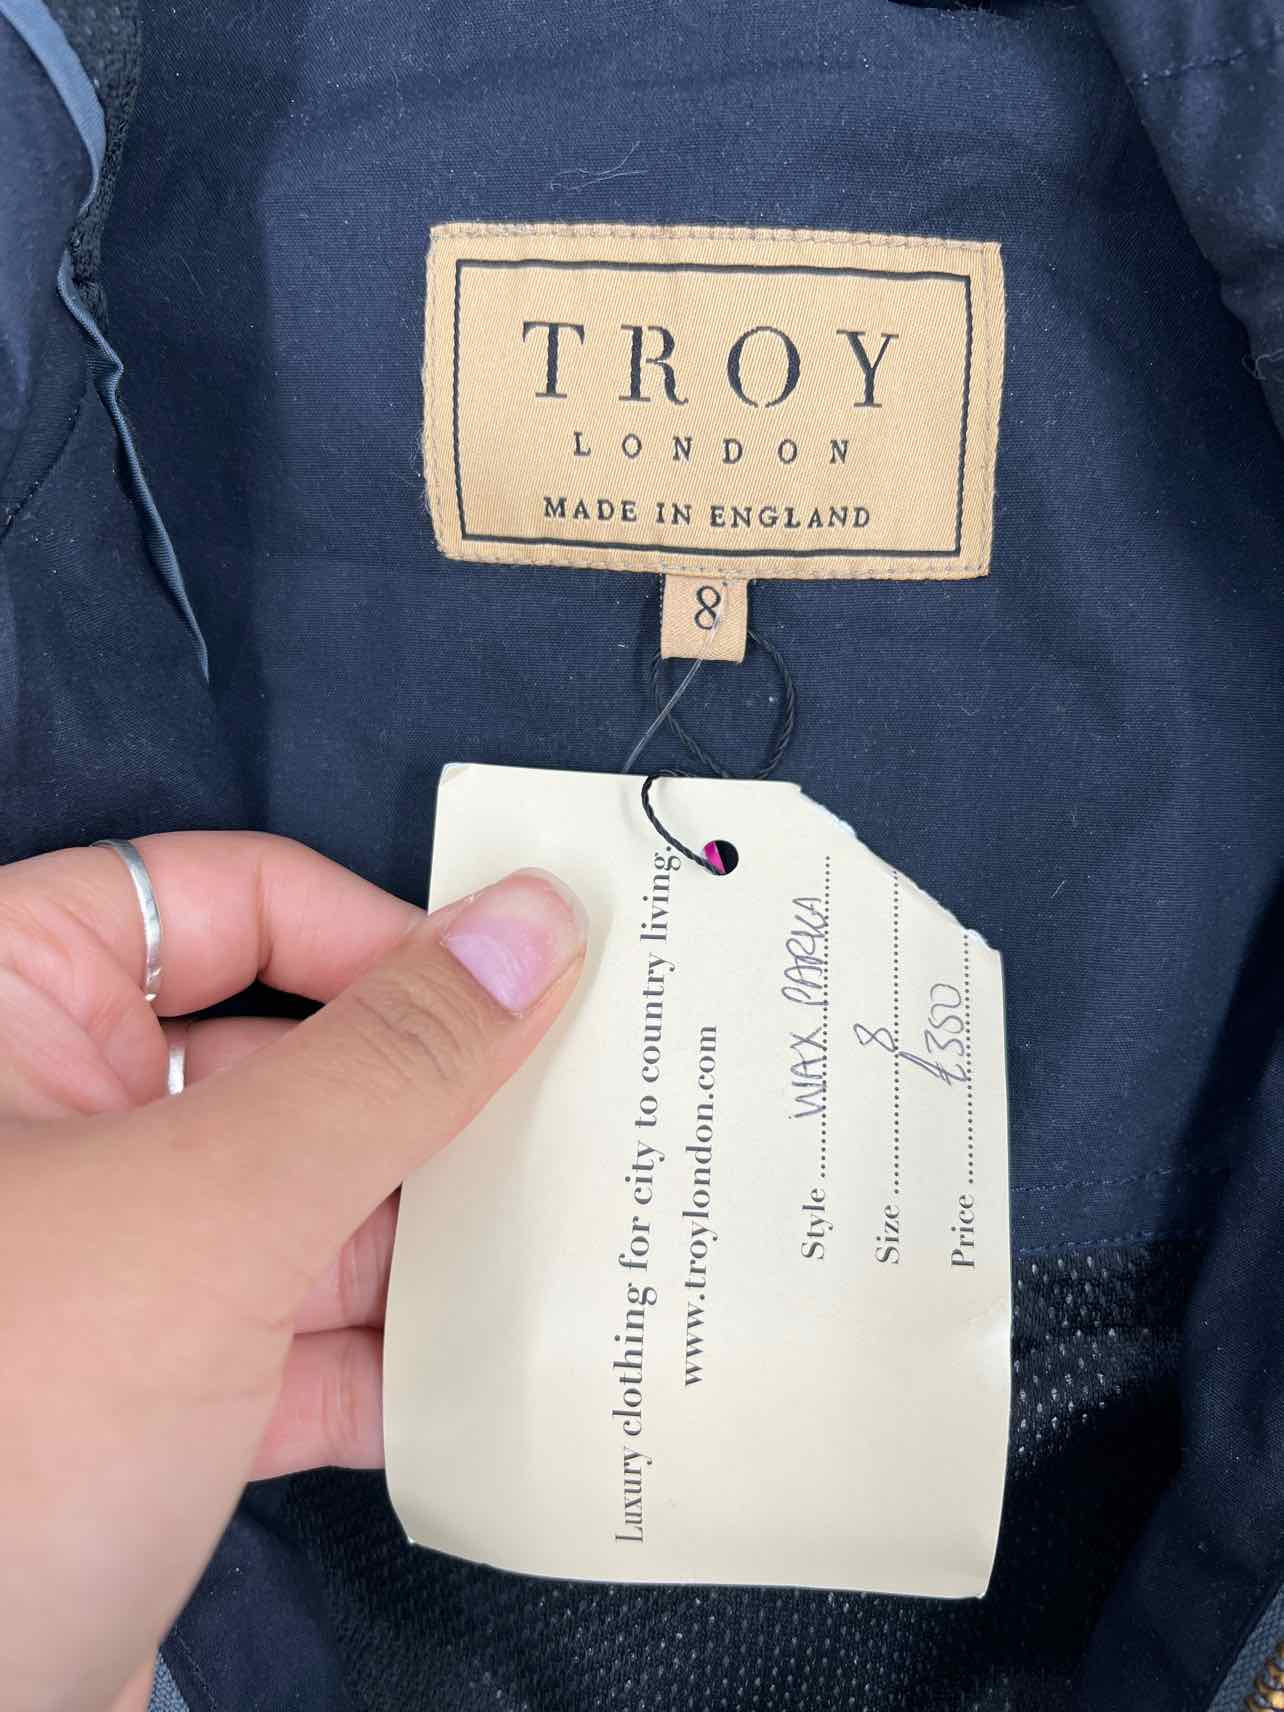 TROY
LONDON
MADE IN ENGLAND
8
Luxury clothing for city to country living.
www.troylondon.com
Style ........ WAX PARKA
Size ........ 8
Price ........ £350